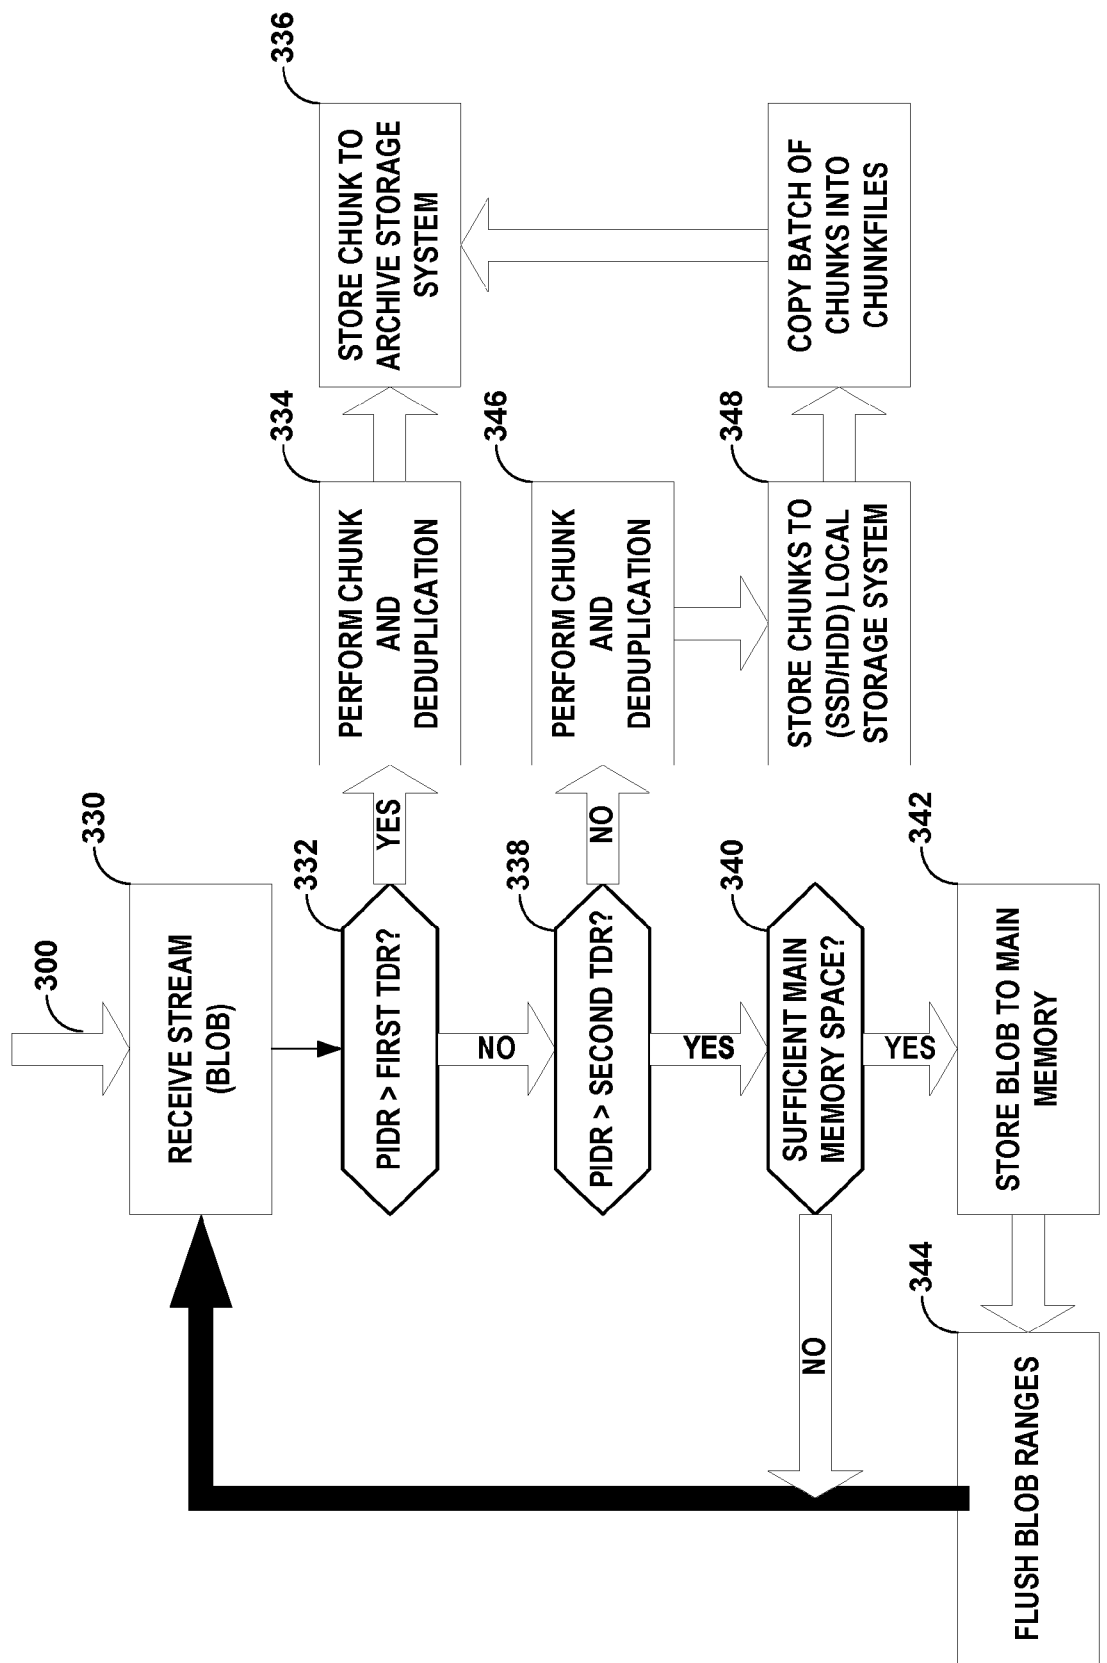 300
330
RECEIVE STREAM
(BLOB)
332
PIDR > FIRST TDR?
YES
334
PERFORM CHUNK
AND
DEDUPLICATION
336
STORE CHUNK TO
ARCHIVE STORAGE
SYSTEM
NO
338
PIDR > SECOND TDR?
NO
346
PERFORM CHUNK
AND
DEDUPLICATION
YES
340
SUFFICIENT MAIN
MEMORY SPACE?
NO
348
STORE CHUNKS TO
(SSD/HDD) LOCAL
STORAGE SYSTEM
COPY BATCH OF
CHUNKS INTO
CHUNKFILES
YES
342
STORE BLOB TO MAIN
MEMORY
344
FLUSH BLOB RANGES